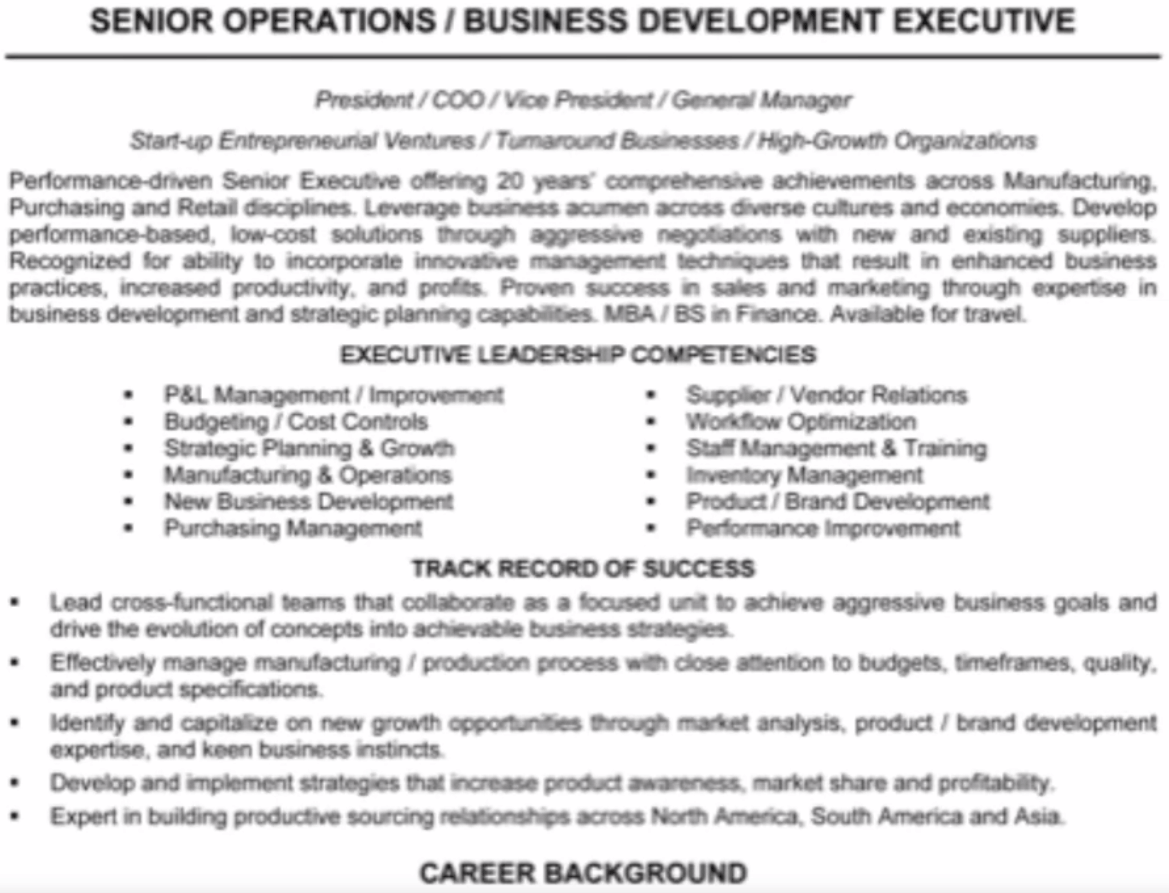 SENIOR OPERATIONS / BUSINESS DEVELOPMENT EXECUTIVE
President / COO / Vice President / General Manager
Start-up Entrepreneurial Ventures / Turnaround Businesses / High-Growth Organizations
Performance-driven Senior Executive offering 20 years' comprehensive achievements across Manufacturing,
Purchasing and Retail disciplines. Leverage business acumen across diverse cultures and economies. Develop
performance-based, low-cost solutions through aggressive negotiations with new and existing suppliers.
Recognized for ability to incorporate innovative management techniques that result in enhanced business
practices, increased productivity, and profits. Proven success in sales and marketing through expertise in
business development and strategic planning capabilities. MBA / BS in Finance. Available for travel.
EXECUTIVE LEADERSHIP COMPETENCIES
▪ P&L Management / Improvement
▪ Budgeting / Cost Controls
▪ Strategic Planning & Growth
▪ Manufacturing & Operations
▪ New Business Development
▪ Purchasing Management
▪ Supplier / Vendor Relations
▪ Workflow Optimization
▪ Staff Management & Training
▪ Inventory Management
▪ Product / Brand Development
▪ Performance Improvement
TRACK RECORD OF SUCCESS
▪ Lead cross-functional teams that collaborate as a focused unit to achieve aggressive business goals and
drive the evolution of concepts into achievable business strategies.
▪ Effectively manage manufacturing / production process with close attention to budgets, timeframes, quality,
and product specifications.
▪ Identify and capitalize on new growth opportunities through market analysis, product / brand development
expertise, and keen business instincts.
▪ Develop and implement strategies that increase product awareness, market share and profitability.
▪ Expert in building productive sourcing relationships across North America, South America and Asia.
CAREER BACKGROUND